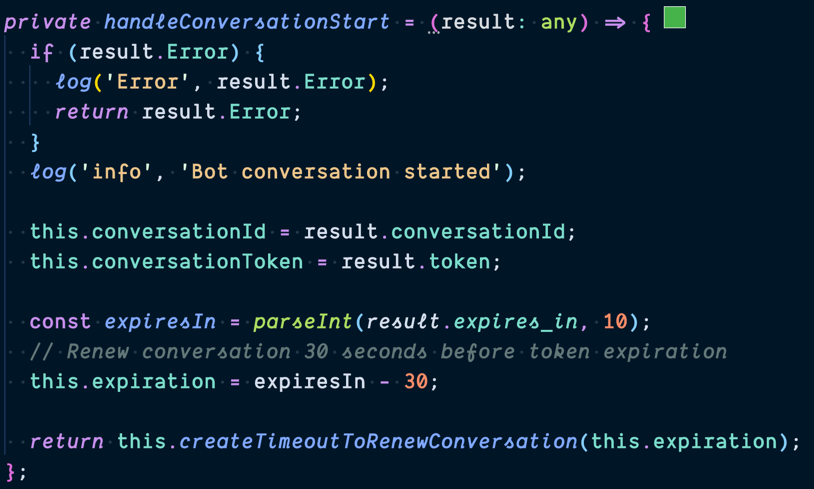 private handleConversationStart = (result: any) => {
if (result.Error) {
log('Error', result.Error);
return result.Error;
}
log('info', 'Bot conversation started');
this.conversationId = result.conversationId;
this.conversationToken = result.token;
const expiresIn = parseInt(result.expires_in, 10);
// Renew conversation 30 seconds before token expiration
this.expiration = expiresIn - 30;
return this.createTimeoutToRenewConversation(this.expiration);
};